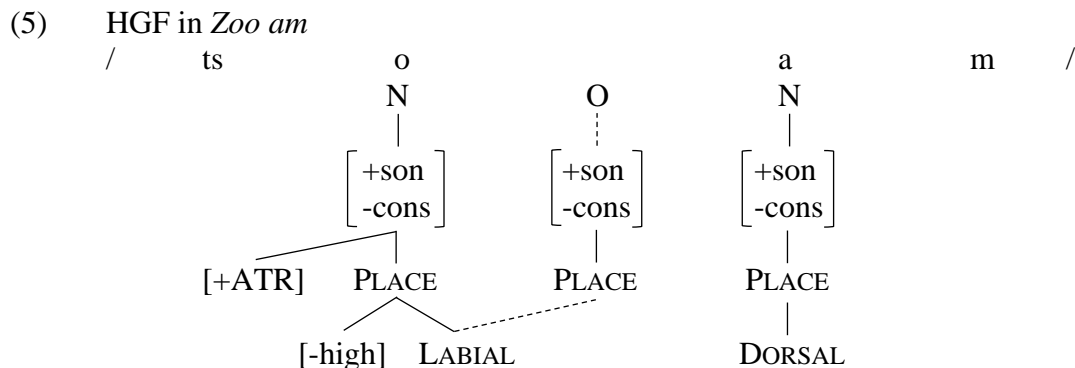 (5) HGF in Zoo am
/ ts o a m /
N O N
[+son [+son [+son
-cons] -cons] -cons]
[+ATR] PLACE PLACE PLACE
[-high] LABIAL DORSAL